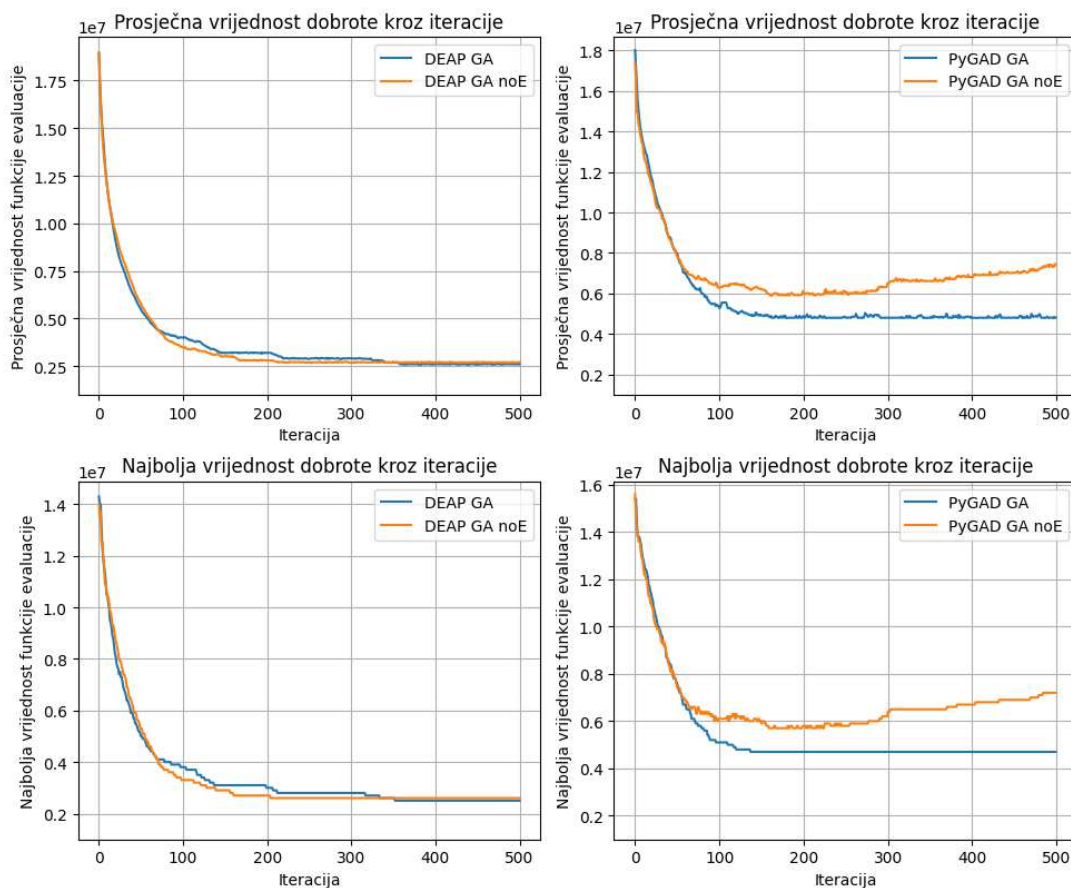 Prosječna vrijednost dobrote kroz iteracije
1e7
DEAP GA
DEAP GA noE
Prosječna vrijednost funkcije evaluacije
1.75
1.50
1.25
1.00
0.75
0.50
0.25
0 100 200 300 400 500
Iteracija
Prosječna vrijednost dobrote kroz iteracije
1e7
PyGAD GA
PyGAD GA noE
Prosječna vrijednost funkcije evaluacije
1.8
1.6
1.4
1.2
1.0
0.8
0.6
0.4
0.2
0 100 200 300 400 500
Iteracija
Najbolja vrijednost dobrote kroz iteracije
1e7
DEAP GA
DEAP GA noE
Najbolja vrijednost funkcije evaluacije
1.4
1.2
1.0
0.8
0.6
0.4
0.2
0 100 200 300 400 500
Iteracija
Najbolja vrijednost dobrote kroz iteracije
1e7
PyGAD GA
PyGAD GA noE
Najbolja vrijednost funkcije evaluacije
1.6
1.4
1.2
1.0
0.8
0.6
0.4
0.2
0 100 200 300 400 500
Iteracija